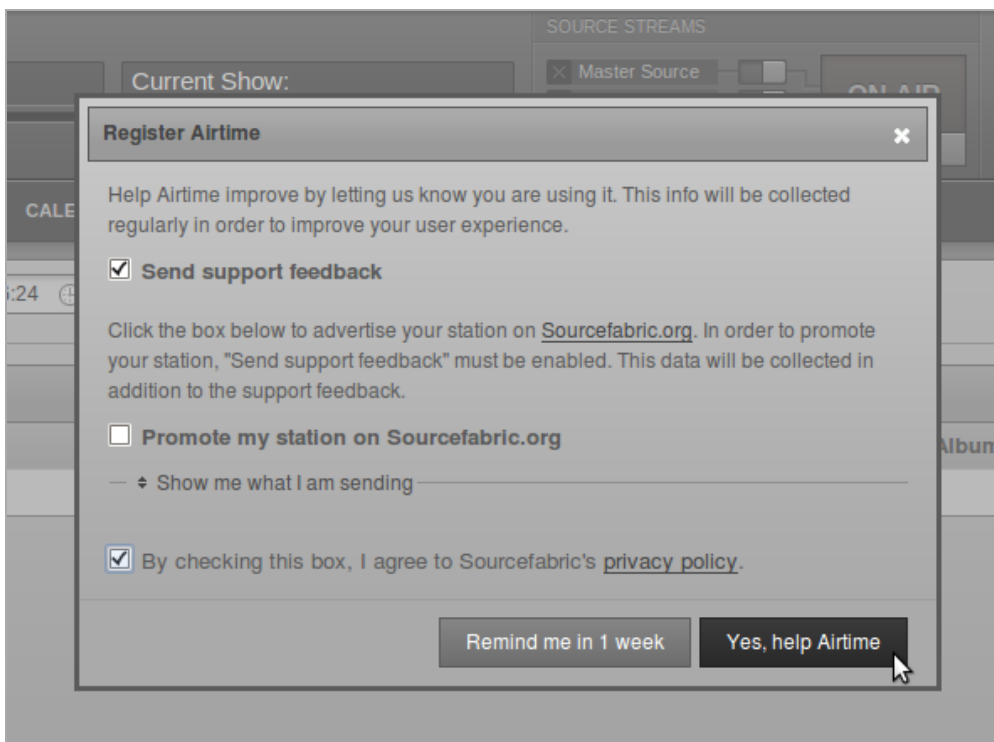 SOURCE STREAMS
Current Show:
Master Source
ON AIR
Register Airtime
Help Airtime improve by letting us know you are using it. This info will be collected
regularly in order to improve your user experience.
CALE
Send support feedback
:24
Click the box below to advertise your station on Sourcefabric.org. In order to promote
your station, "Send support feedback" must be enabled. This data will be collected in
addition to the support feedback.
Promote my station on Sourcefabric.org
Album
Show me what I am sending
By checking this box, I agree to Sourcefabric's privacy policy.
Remind me in 1 week
Yes, help Airtime